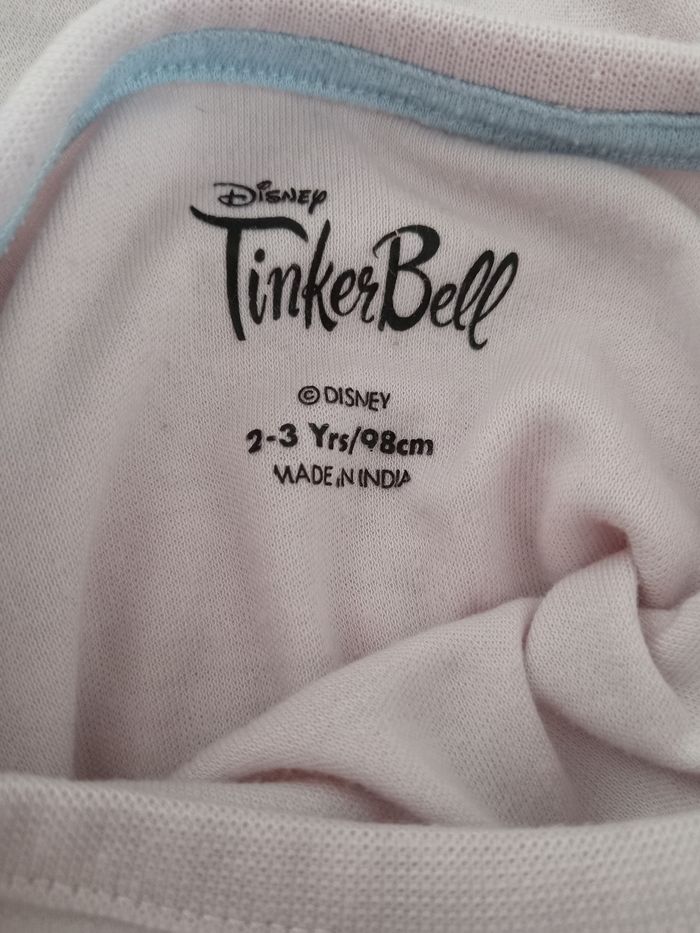 Disney
TinkerBell
© DISNEY
2-3 Yrs/98cm
MADE IN INDIA